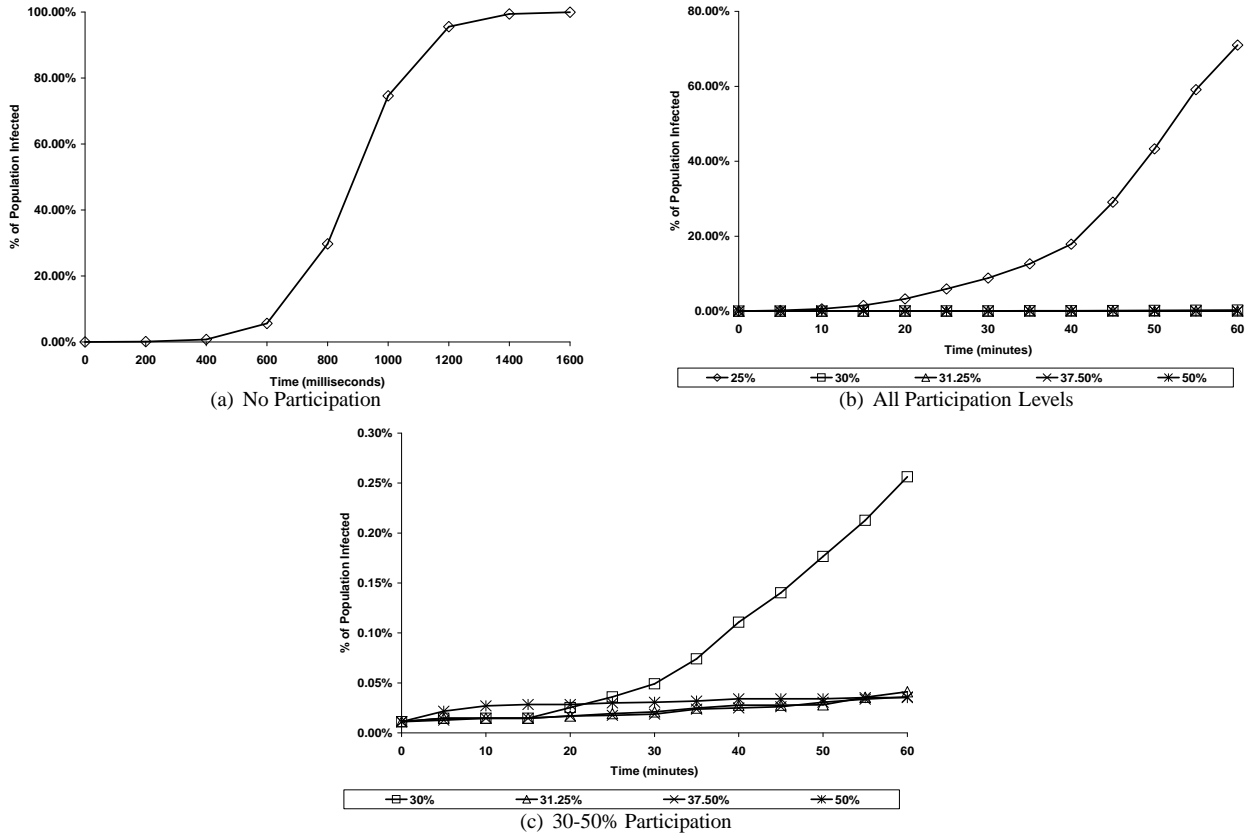 100.00%
80.00%
60.00%
40.00%
20.00%
0.00%
% of Population Infected
0 200 400 600 800 1000 1200 1400 1600
Time (milliseconds)
(a) No Participation
80.00%
60.00%
40.00%
20.00%
0.00%
% of Population Infected
0 10 20 30 40 50 60
Time (minutes)
25% 30% 31.25% 37.50% 50%
(b) All Participation Levels
0.30%
0.25%
0.20%
0.15%
0.10%
0.05%
0.00%
% of Population Infected
0 10 20 30 40 50 60
Time (minutes)
30% 31.25% 37.50% 50%
(c) 30-50% Participation